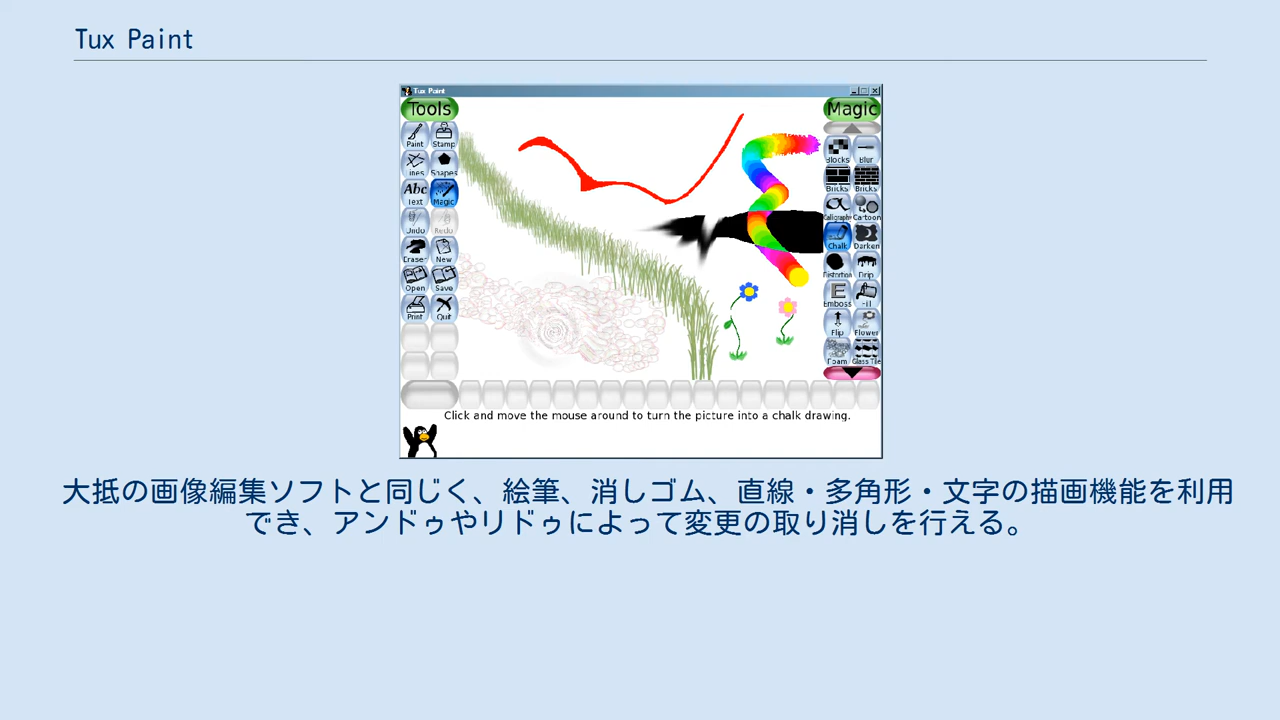 Tux Paint
Tux Paint
Tools
Magic
Paint Stamp
Blocks Blur
Lines Shapes
Bricks Bricks
Abc
Text Magic
Calligraphy Cartoon
Undo Redo
Chalk Darken
Eraser New
Distortion Drip
Open Save
Emboss Fill
Print Quit
Flip Flower
Foam Glass Tile
Click and move the mouse around to turn the picture into a chalk drawing.
大抵の画像編集ソフトと同じく、絵筆、消しゴム、直線・多角形・文字の描画機能を利用
でき、アンドゥやリドゥによって変更の取り消しを行える。